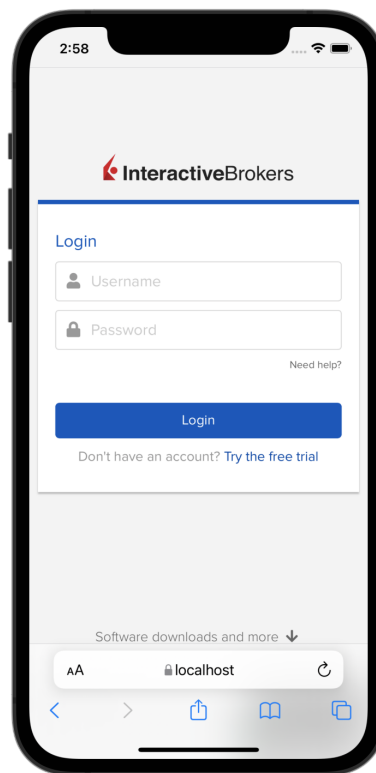 2:58
InteractiveBrokers
Login
Username
Password
Need help?
Login
Don't have an account? Try the free trial
Software downloads and more
AA
localhost